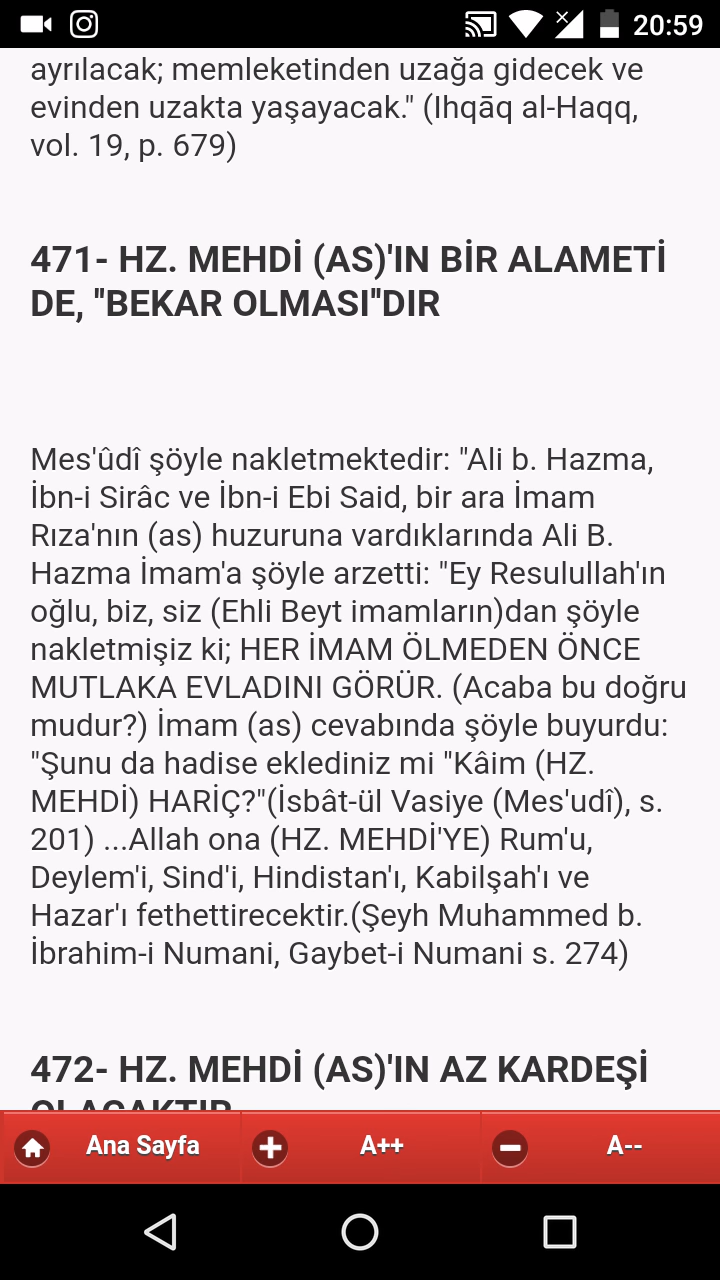 20:59
ayrılacak; memleketinden uzağa gidecek ve
evinden uzakta yaşayacak." (Ihqāq al-Haqq,
vol. 19, p. 679)
471- HZ. MEHDİ (AS)'IN BİR ALAMETİ
DE, "BEKAR OLMASI"DIR
Mes'ûdî şöyle nakletmektedir: "Ali b. Hazma,
İbn-i Sirâc ve İbn-i Ebi Said, bir ara İmam
Rıza'nın (as) huzuruna vardıklarında Ali B.
Hazma İmam'a şöyle arzetti: "Ey Resulullah'ın
oğlu, biz, siz (Ehli Beyt imamların)dan şöyle
nakletmişiz ki; HER İMAM ÖLMEDEN ÖNCE
MUTLAKA EVLADINI GÖRÜR. (Acaba bu doğru
mudur?) İmam (as) cevabında şöyle buyurdu:
"Şunu da hadise eklediniz mi "Kâim (HZ.
MEHDİ) HARİÇ?"(İsbât-ül Vasiye (Mes'udî), s.
201) ...Allah ona (HZ. MEHDİ'YE) Rum'u,
Deylem'i, Sind'i, Hindistan'ı, Kabilşah'ı ve
Hazar'ı fethettirecektir.(Şeyh Muhammed b.
İbrahim-i Numani, Gaybet-i Numani s. 274)
472- HZ. MEHDİ (AS)'IN AZ KARDEŞİ
OLACAKTIR
Ana Sayfa A++ A--